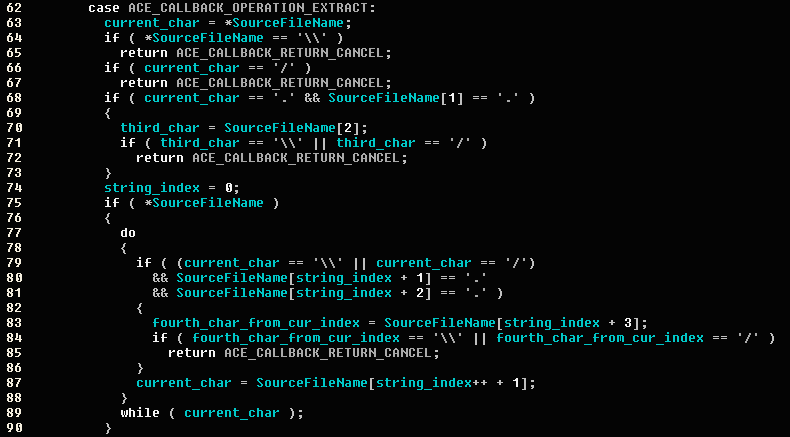 62 case ACE_CALLBACK_OPERATION_EXTRACT:
63 current_char = *SourceFileName;
64 if ( *SourceFileName == '\\' )
65 return ACE_CALLBACK_RETURN_CANCEL;
66 if ( current_char == '/' )
67 return ACE_CALLBACK_RETURN_CANCEL;
68 if ( current_char == '.' && SourceFileName[1] == '.' )
69 {
70 third_char = SourceFileName[2];
71 if ( third_char == '\\' || third_char == '/' )
72 return ACE_CALLBACK_RETURN_CANCEL;
73 }
74 string_index = 0;
75 if ( *SourceFileName )
76 {
77 do
78 {
79 if ( (current_char == '\\' || current_char == '/')
80 && SourceFileName[string_index + 1] == '.'
81 && SourceFileName[string_index + 2] == '.' )
82 {
83 fourth_char_from_cur_index = SourceFileName[string_index + 3];
84 if ( fourth_char_from_cur_index == '\\' || fourth_char_from_cur_index == '/' )
85 return ACE_CALLBACK_RETURN_CANCEL;
86 }
87 current_char = SourceFileName[string_index++ + 1];
88 }
89 while ( current_char );
90 }